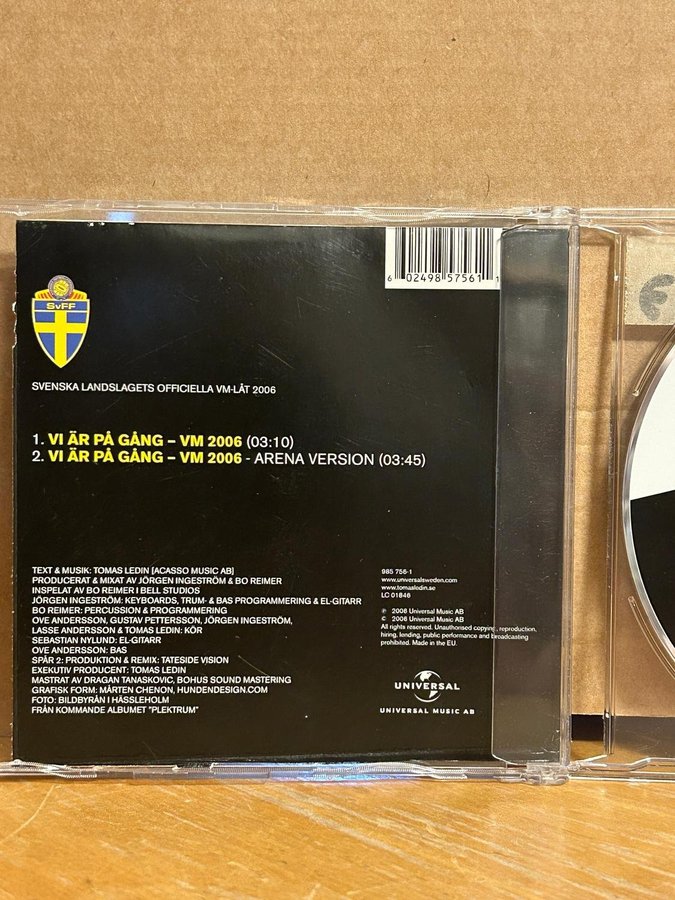 6 02498 57561 1
SvFF
SVENSKA LANDSLAGETS OFFICIELLA VM-LÅT 2006
1. VI ÄR PÅ GÅNG – VM 2006 (03:10)
2. VI ÄR PÅ GÅNG – VM 2006 - ARENA VERSION (03:45)
TEXT & MUSIK: TOMAS LEDIN [ACASSO MUSIC AB]
PRODUCERAT & MIXAT AV JÖRGEN INGESTRÖM & BO REIMER
INSPELAT AV BO REIMER I BELL STUDIOS
JÖRGEN INGESTRÖM: KEYBOARDS, TRUM- & BAS PROGRAMMERING & EL-GITARR
BO REIMER: PERCUSSION & PROGRAMMERING
OVE ANDERSSON, GUSTAV PETTERSSON, JÖRGEN INGESTRÖM,
LASSE ANDERSSON & TOMAS LEDIN: KÖR
SEBASTIAN NYLUND: EL-GITARR
OVE ANDERSSON: BAS
SPÅR 2: PRODUKTION & REMIX: TATESIDE VISION
EXEKUTIV PRODUCENT: TOMAS LEDIN
MASTRAT AV DRAGAN TANASKOVIC, BOHUS SOUND MASTERING
GRAFISK FORM: MÅRTEN CHENON, HUNDENDESIGN.COM
FOTO: BILDBYRÅN I HÄSSLEHOLM
FRÅN KOMMANDE ALBUMET "PLEKTRUM"
985 756-1
www.universalsweden.com
www.tomasledin.se
LC 01846
℗ 2006 Universal Music AB
© 2006 Universal Music AB
All rights reserved. Unauthorised copying, reproduction,
hiring, lending, public performance and broadcasting
prohibited. Made in the EU.
UNIVERSAL
UNIVERSAL MUSIC AB